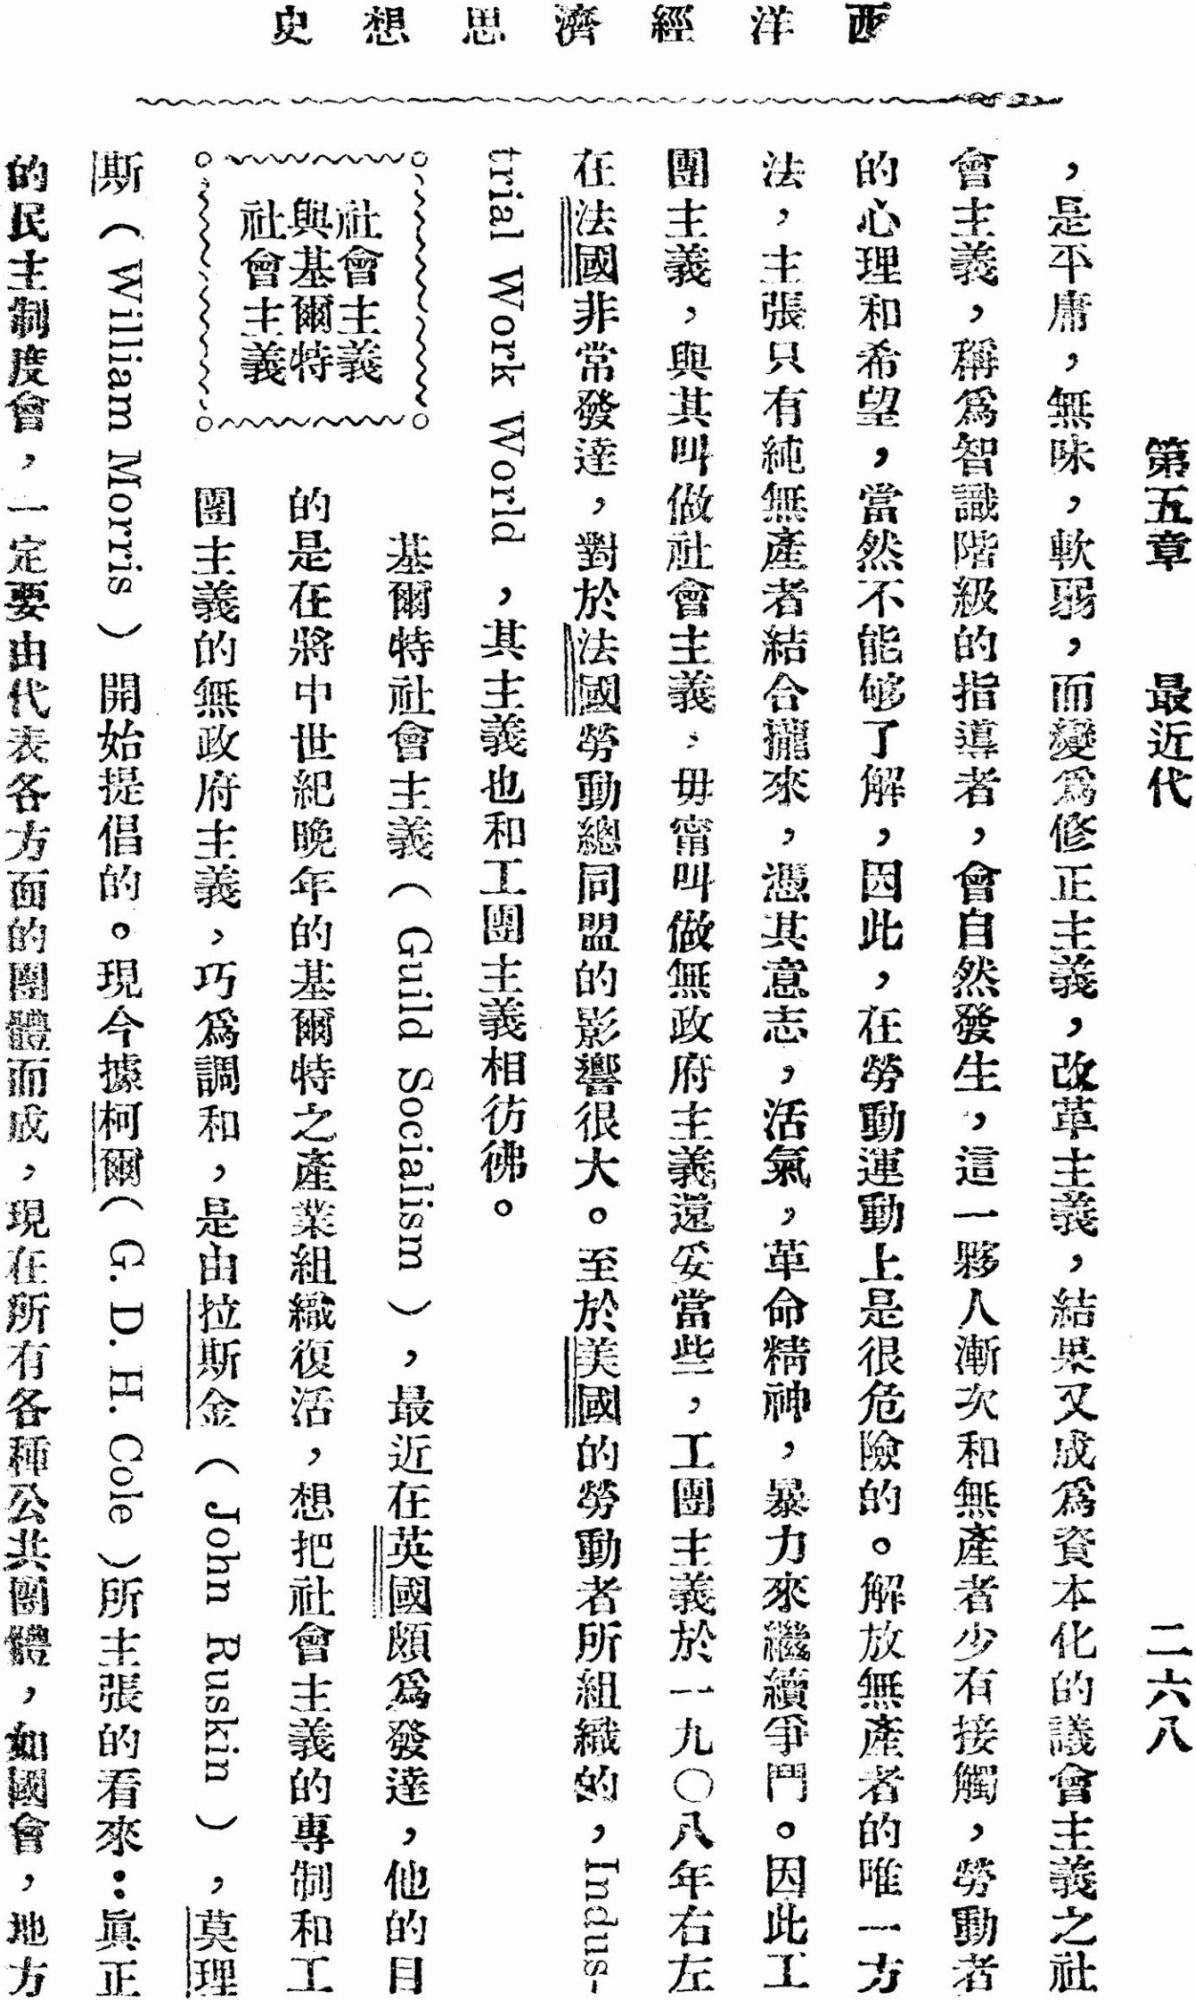 西洋經濟思想史
第五章　最近代　二六八
，是平庸，無味，軟弱，而變爲修正主義，改革主義，結果又成爲資本化的議會主義之社
會主義，稱爲智識階級的指導者，會自然發生，這一夥人漸次和無產者少有接觸，勞動者
的心理和希望，當然不能够了解，因此，在勞動運動上是很危險的。解放無產者的唯一方
法，主張只有純無產者結合攏來，憑其意志，活氣，革命精神，暴力來繼續爭鬥。因此工
團主義，與其叫做社會主義，毋甯叫做無政府主義還妥當些，工團主義於一九〇八年右左
在法國非常發達，對於法國勞動總同盟的影響很大。至於美國的勞動者所組織的，Indus-
trial Work World ，其主義也和工團主義相彷彿。
社會主義
與基爾特
社會主義
基爾特社會主義（Guild Socialism），最近在英國頗爲發達，他的目
的是在將中世紀晚年的基爾特之產業組織復活，想把社會主義的專制和工
團主義的無政府主義，巧爲調和，是由拉斯金（John Ruskin），莫理
斯（William Morris）開始提倡的。現今據柯爾（G. D. H. Cole）所主張的看來：眞正
的民主制度會，一定要由代表各方面的團體而成，現在所有各種公共團體，如國會，地方